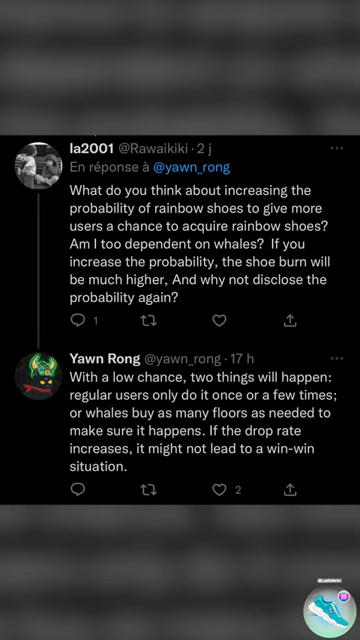 la2001 @Rawaikiki · 2 j
En réponse à @yawn_rong
What do you think about increasing the
probability of rainbow shoes to give more
users a chance to acquire rainbow shoes?
Am I too dependent on whales?  If you
increase the probability, the shoe burn will
be much higher, And why not disclose the
probability again?
1
Yawn Rong @yawn_rong · 17 h
With a low chance, two things will happen:
regular users only do it once or a few times;
or whales buy as many floors as needed to
make sure it happens. If the drop rate
increases, it might not lead to a win-win
situation.
2